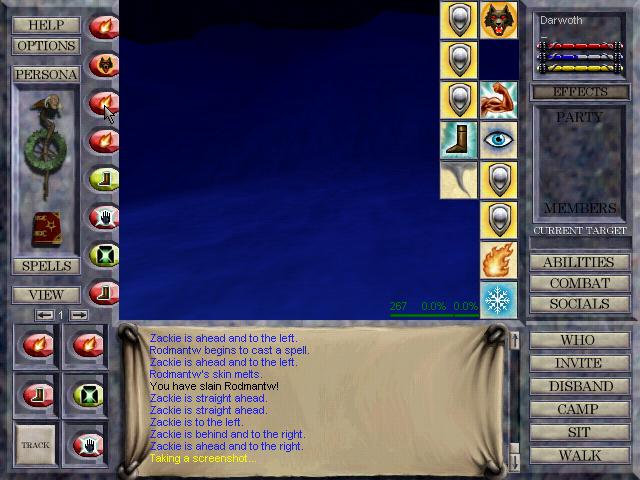 HELP
OPTIONS
PERSONA
SPELLS
VIEW
1
TRACK
267 0.0% 0.0%
Zackie is ahead and to the left.
Rodmantw begins to cast a spell.
Zackie is ahead and to the left.
Rodmantw's skin melts.
You have slain Rodmantw!
Zackie is straight ahead.
Zackie is straight ahead.
Zackie is to the left.
Zackie is behind and to the right.
Zackie is ahead and to the right.
Taking a screenshot...
Darwoth
EFFECTS
PARTY
MEMBERS
CURRENT TARGET
ABILITIES
COMBAT
SOCIALS
WHO
INVITE
DISBAND
CAMP
SIT
WALK